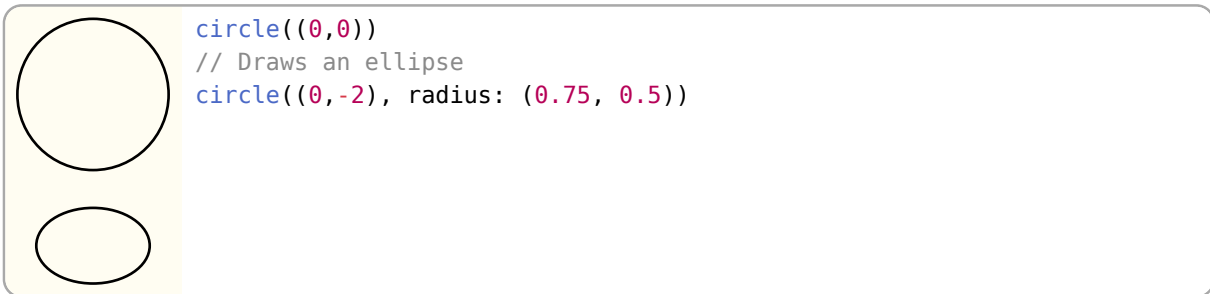 circle((0,0))
// Draws an ellipse
circle((0,-2), radius: (0.75, 0.5))